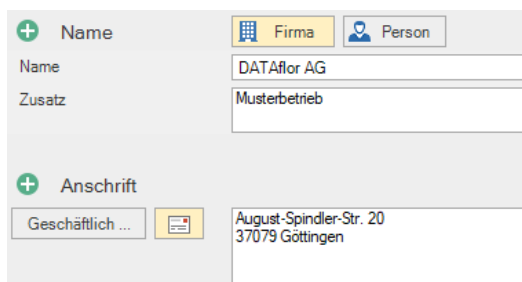 Name Firma Person
Name DATAflor AG
Zusatz Musterbetrieb
Anschrift
Geschäftlich ... August-Spindler-Str. 20
37079 Göttingen